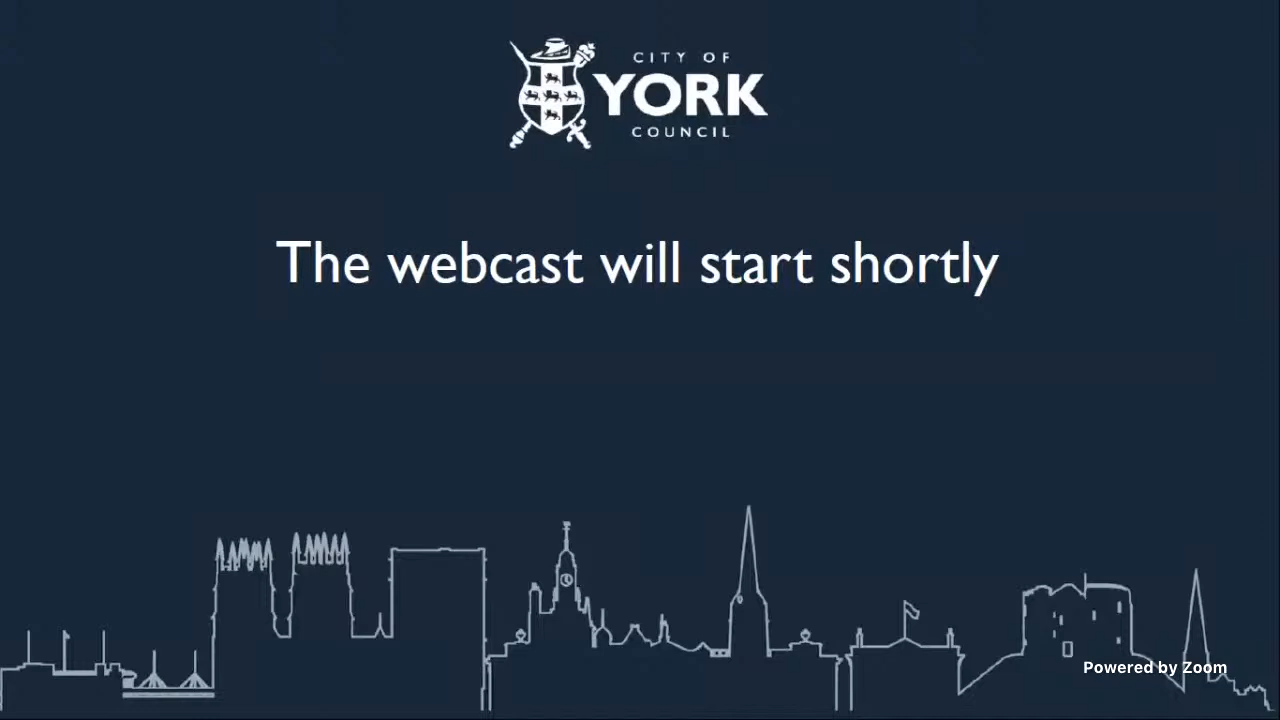 CITY OF
YORK
COUNCIL
The webcast will start shortly
Powered by Zoom